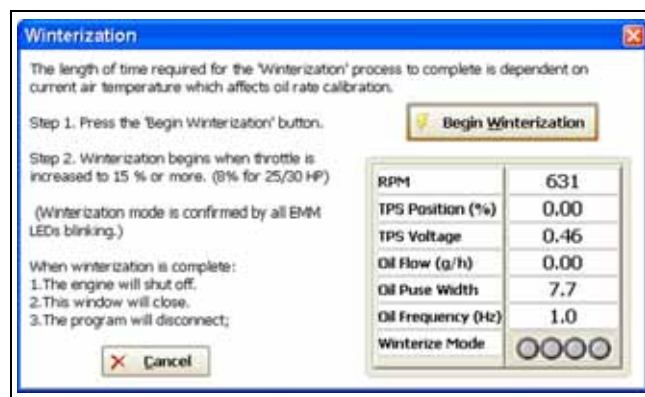 Winterization
The length of time required for the 'Winterization' process to complete is dependent on
current air temperature which affects oil rate calibration.
Step 1. Press the 'Begin Winterization' button.
Begin Winterization
Step 2. Winterization begins when throttle is
increased to 15 % or more. (8% for 25/30 HP)
(Winterization mode is confirmed by all EMM
LEDs blinking.)
When winterization is complete:
1.The engine will shut off.
2.This window will close.
3.The program will disconnect;
Cancel
RPM 631
TPS Position (%) 0.00
TPS Voltage 0.46
Oil Flow (g/h) 0.00
Oil Puse Width 7.7
Oil Frequency (Hz) 1.0
Winterize Mode